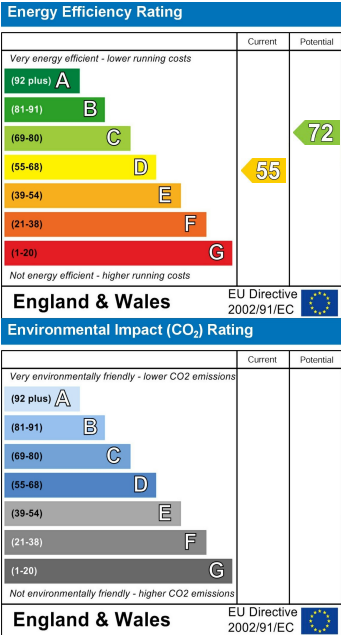 Energy Efficiency Rating
Current Potential
Very energy efficient - lower running costs
(92 plus) A
(81-91) B
(69-80) C
72
(55-68) D
55
(39-54) E
(21-38) F
(1-20) G
Not energy efficient - higher running costs
England & Wales
EU Directive
2002/91/EC
Environmental Impact (CO₂) Rating
Current Potential
Very environmentally friendly - lower CO2 emissions
(92 plus) A
(81-91) B
(69-80) C
(55-68) D
(39-54) E
(21-38) F
(1-20) G
Not environmentally friendly - higher CO2 emissions
England & Wales
EU Directive
2002/91/EC